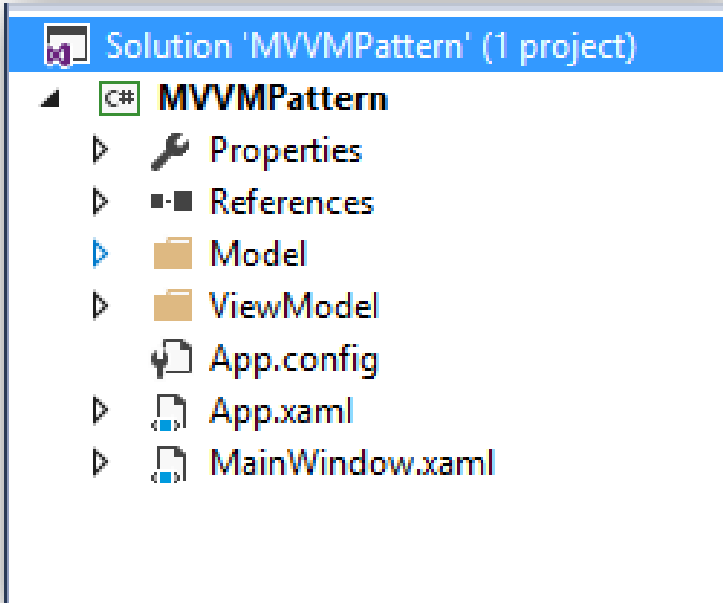 Solution 'MVVMPattern' (1 project)
C# MVVMPattern
Properties
References
Model
ViewModel
App.config
App.xaml
MainWindow.xaml